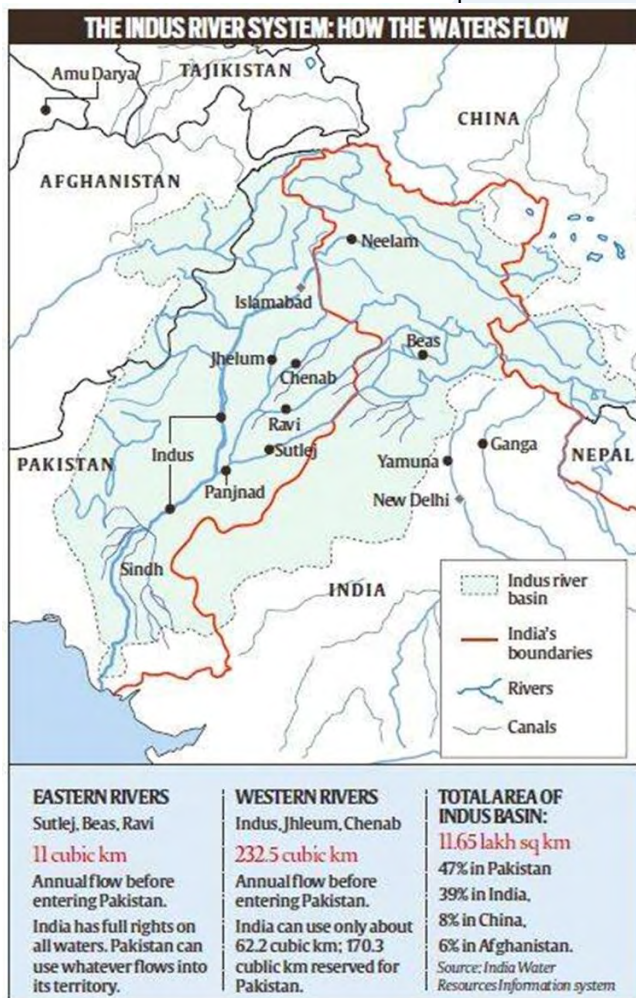 THE INDUS RIVER SYSTEM: HOW THE WATERS FLOW
Amu Darya
TAJIKISTAN
CHINA
AFGHANISTAN
Neelam
Islamabad
Beas
Jhelum
Chenab
Ravi
Indus
Sutlej
Ganga
NEPAL
PAKISTAN
Yamuna
Panjnad
New Delhi
Sindh
INDIA
Indus river
basin
India's
boundaries
Rivers
Canals
EASTERN RIVERS
Sutlej, Beas, Ravi
11 cubic km
Annual flow before
entering Pakistan.
India has full rights on
all waters. Pakistan can
use whatever flows into
its territory.
WESTERN RIVERS
Indus, Jhleum, Chenab
232.5 cubic km
Annual flow before
entering Pakistan.
India can use only about
62.2 cubic km; 170.3
cublic km reserved for
Pakistan.
TOTAL AREA OF
INDUS BASIN:
11.65 lakh sq km
47% in Pakistan
39% in India,
8% in China,
6% in Afghanistan.
Source: India Water
Resources Information system